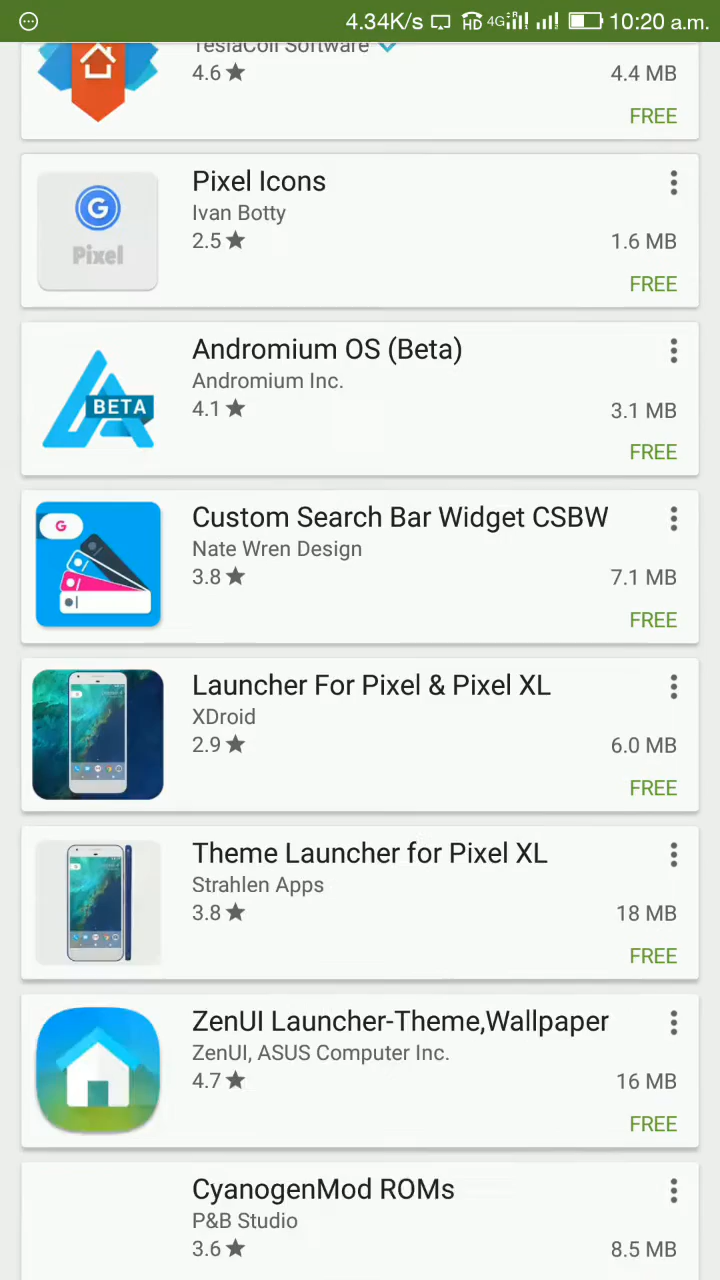 4.34K/s HD 4G R 10:20 a.m.
TeslaCoil Software
4.6★ 4.4 MB
FREE
Pixel Icons
Ivan Botty
2.5★ 1.6 MB
FREE
G
Pixel
Andromium OS (Beta)
Andromium Inc.
4.1★ 3.1 MB
FREE
BETA
Custom Search Bar Widget CSBW
Nate Wren Design
3.8★ 7.1 MB
FREE
G
Launcher For Pixel & Pixel XL
XDroid
2.9★ 6.0 MB
FREE
Theme Launcher for Pixel XL
Strahlen Apps
3.8★ 18 MB
FREE
ZenUI Launcher-Theme,Wallpaper
ZenUI, ASUS Computer Inc.
4.7★ 16 MB
FREE
CyanogenMod ROMs
P&B Studio
3.6★ 8.5 MB